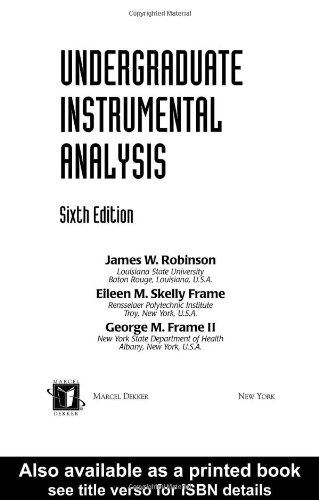 UNDERGRADUATE
INSTRUMENTAL
ANALYSIS
Sixth Edition
James W. Robinson
Louisiana State University
Baton Rouge, Louisiana, U.S.A.
Eileen M. Skelly Frame
Rensselaer Polytechnic Institute
Troy, New York, U.S.A.
George M. Frame II
New York State Department of Health
Albany, New York, U.S.A.
MARCEL
DEKKER
MARCEL DEKKER
NEW YORK
Also available as a printed book
see title verso for ISBN details